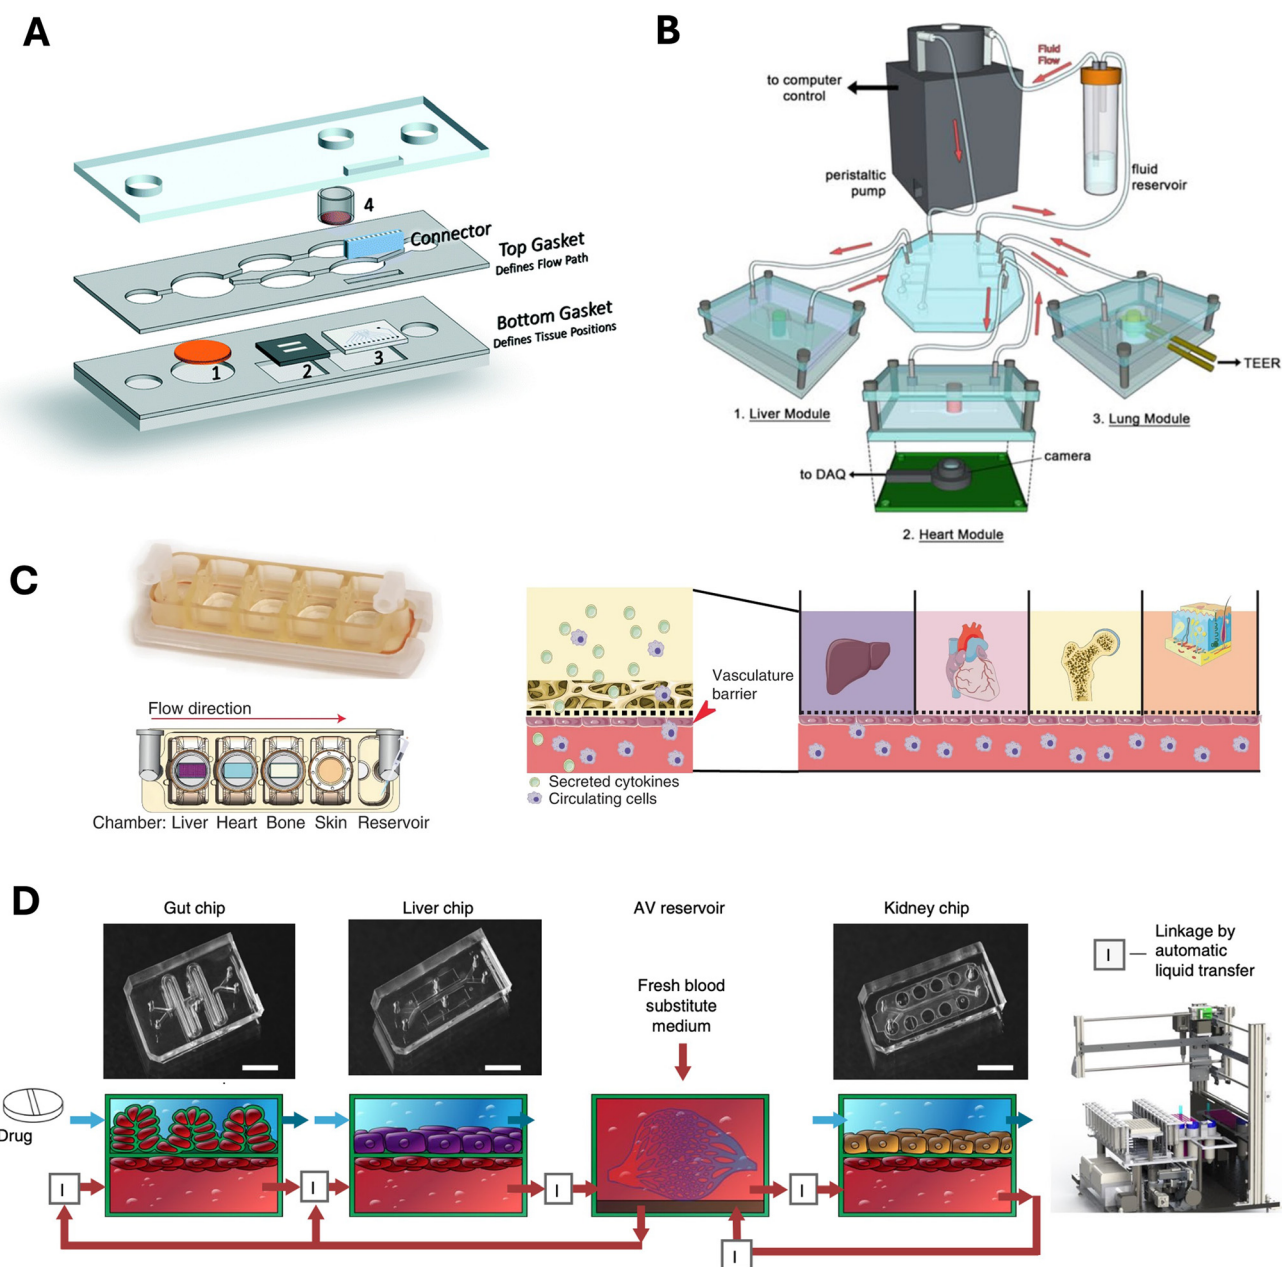 A
4
Connector
Top Gasket
Defines Flow Path
Bottom Gasket
Defines Tissue Positions
1
2
3
B
to computer
control
Fluid
Flow
peristaltic
pump
fluid
reservoir
1. Liver Module
TEER
3. Lung Module
camera
to DAQ
2. Heart Module
C
Flow direction
Chamber: Liver Heart Bone Skin Reservoir
Vasculature
barrier
Secreted cytokines
Circulating cells
D
Gut chip
Liver chip
AV reservoir
Kidney chip
Fresh blood
substitute
medium
I
Linkage by
automatic
liquid transfer
Drug
I
I
I
I
I